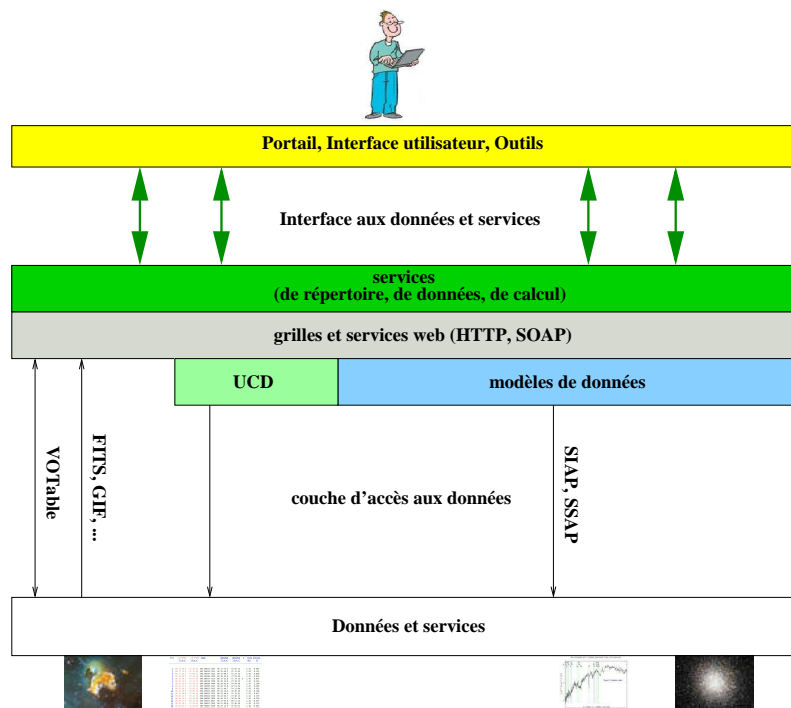 Portail, Interface utilisateur, Outils
Interface aux données et services
services
(de répertoire, de données, de calcul)
grilles et services web (HTTP, SOAP)
UCD
modèles de données
VOTable
FITS, GIF, ...
couche d'accès aux données
SIAP, SSAP
Données et services